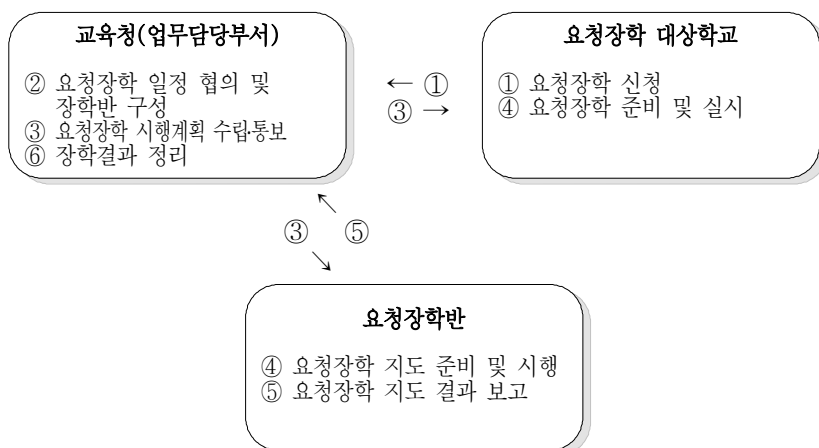 교육청(업무담당부서)
② 요청장학 일정 협의 및
장학반 구성
③ 요청장학 시행계획 수립·통보
⑥ 장학결과 정리
← ①
③ →
요청장학 대상학교
① 요청장학 신청
④ 요청장학 준비 및 실시
↖
③ ⑤
↘
요청장학반
④ 요청장학 지도 준비 및 시행
⑤ 요청장학 지도 결과 보고